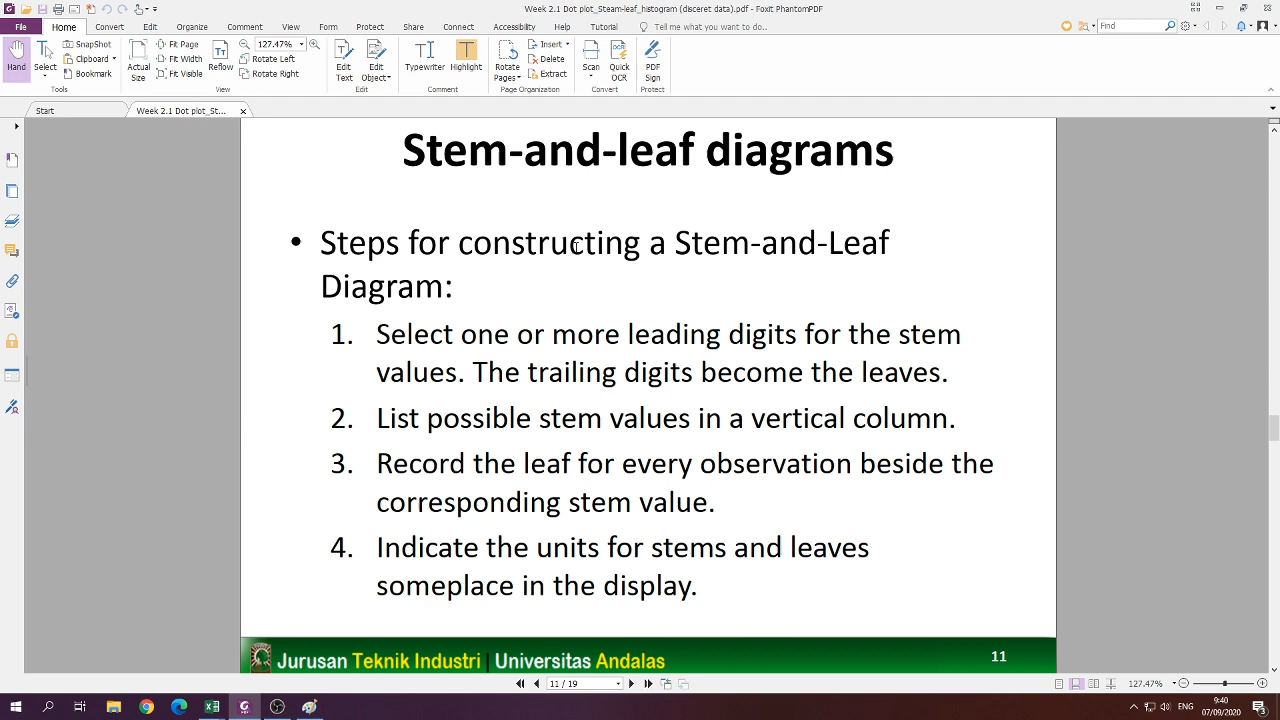 Week 2.1 Dot plot_Steam-leaf_histogram (disceret data).pdf - Foxit PhantomPDF
File Home Convert Edit Organize Comment View Form Protect Share Connect Accessibility Help Tutorial Tell me what you want to do... Find
Hand Select SnapShot Clipboard Bookmark Actual Size Fit Page Fit Width Fit Visible Reflow 127.47% Rotate Left Rotate Right Edit Text Edit Object Typewriter Highlight Rotate Pages Insert Delete Extract Scan Quick OCR PDF Sign
Tools View Edit Comment Page Organization Convert Protect
Start Week 2.1 Dot plot_St...
Stem-and-leaf diagrams
• Steps for constructing a Stem-and-Leaf
Diagram:
1. Select one or more leading digits for the stem
values. The trailing digits become the leaves.
2. List possible stem values in a vertical column.
3. Record the leaf for every observation beside the
corresponding stem value.
4. Indicate the units for stems and leaves
someplace in the display.
Jurusan Teknik Industri | Universitas Andalas 11
11 / 19 127.47%
ENG 9:40
07/09/2020